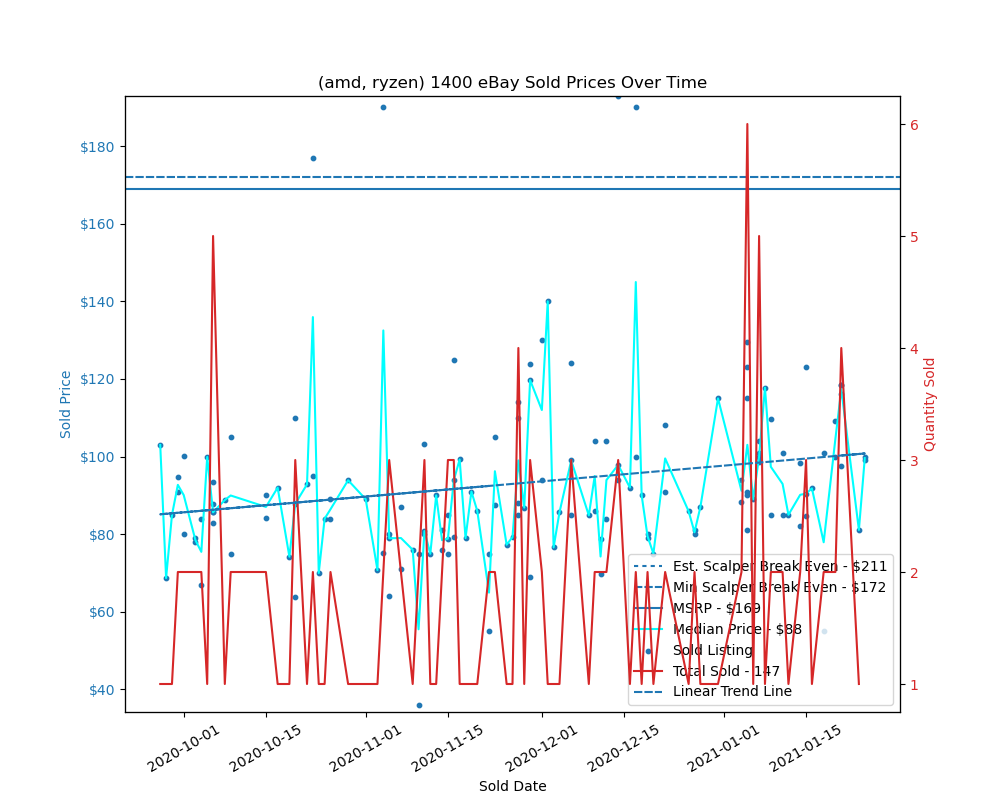 (amd, ryzen) 1400 eBay Sold Prices Over Time
$180
$160
$140
$120
$100
$80
$60
$40
Sold Price
6
5
4
3
2
1
Quantity Sold
Est. Scalper Break Even - $211
Min Scalper Break Even - $172
MSRP - $169
Median Price - $88
Sold Listing
Total Sold - 147
Linear Trend Line
2020-10-01
2020-10-15
2020-11-01
2020-11-15
2020-12-01
2020-12-15
2021-01-01
2021-01-15
Sold Date